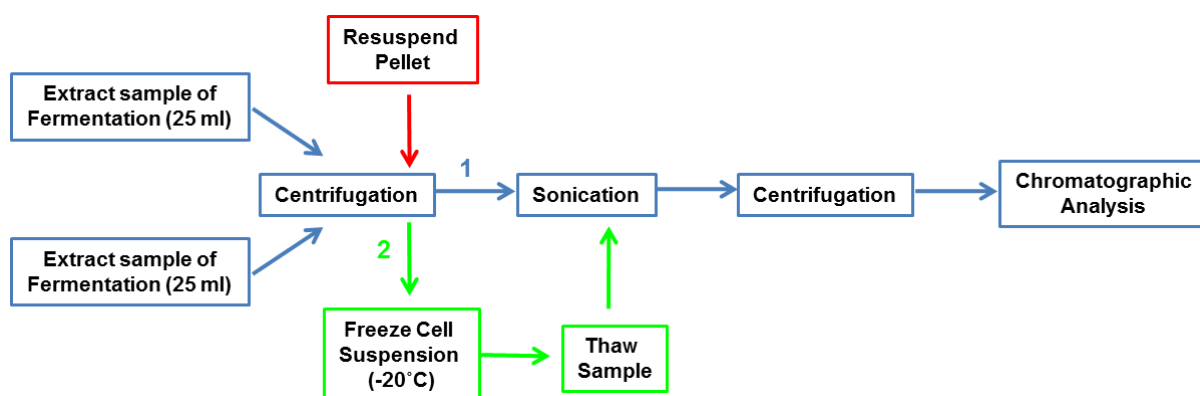 Resuspend
Pellet
Extract sample of
Fermentation (25 ml)
1
Centrifugation
Sonication
Centrifugation
Chromatographic
Analysis
2
Extract sample of
Fermentation (25 ml)
Freeze Cell
Suspension
(-20˚C)
Thaw
Sample